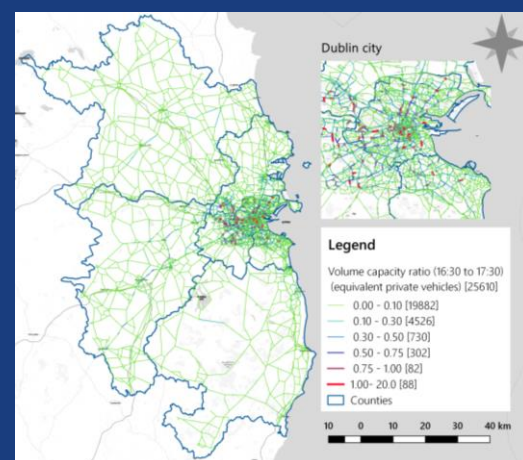 Dublin city
Legend
Volume capacity ratio (16:30 to 17:30)
(equivalent private vehicles) [25610]
0.00 - 0.10 [19882]
0.10 - 0.30 [4526]
0.30 - 0.50 [730]
0.50 - 0.75 [302]
0.75 - 1.00 [82]
1.00- 20.0 [88]
Counties
10 0 10 20 30 40 km